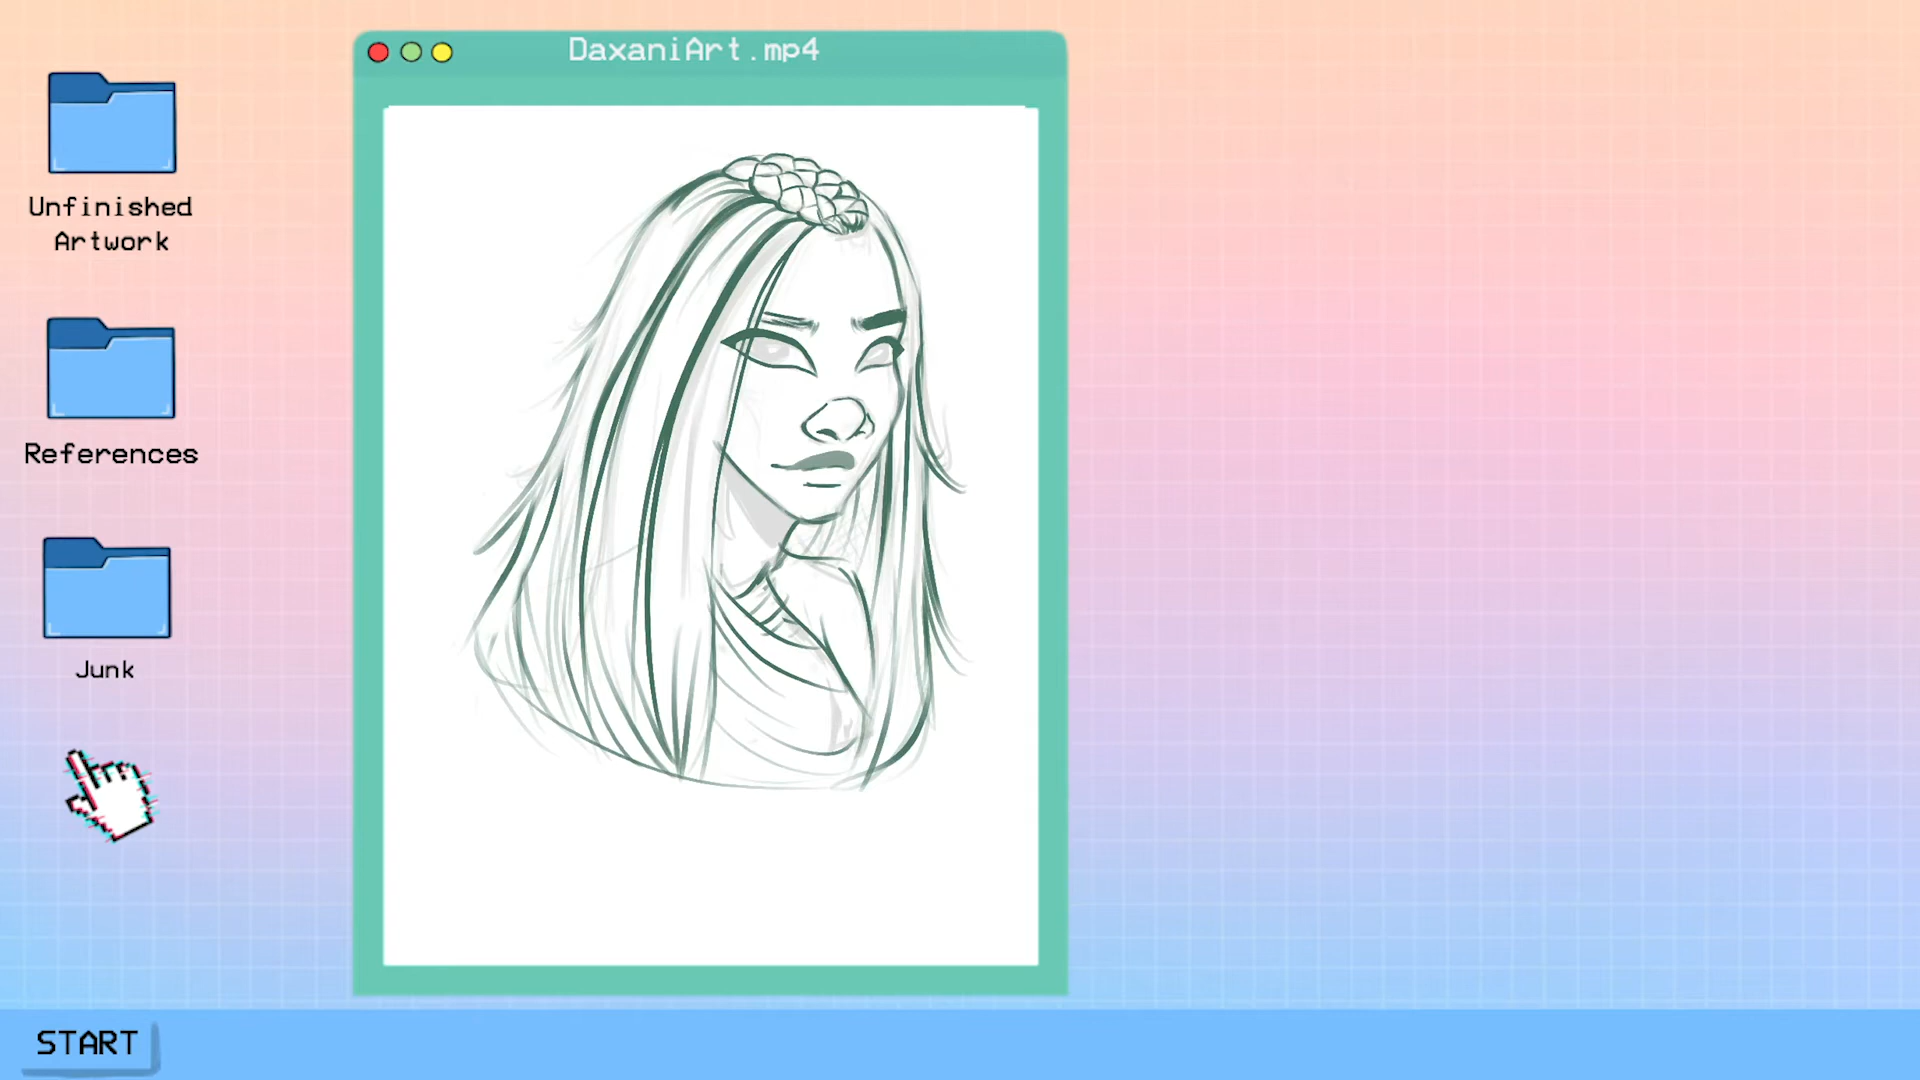 DaxaniArt.mp4
Unfinished
Artwork
References
Junk
START